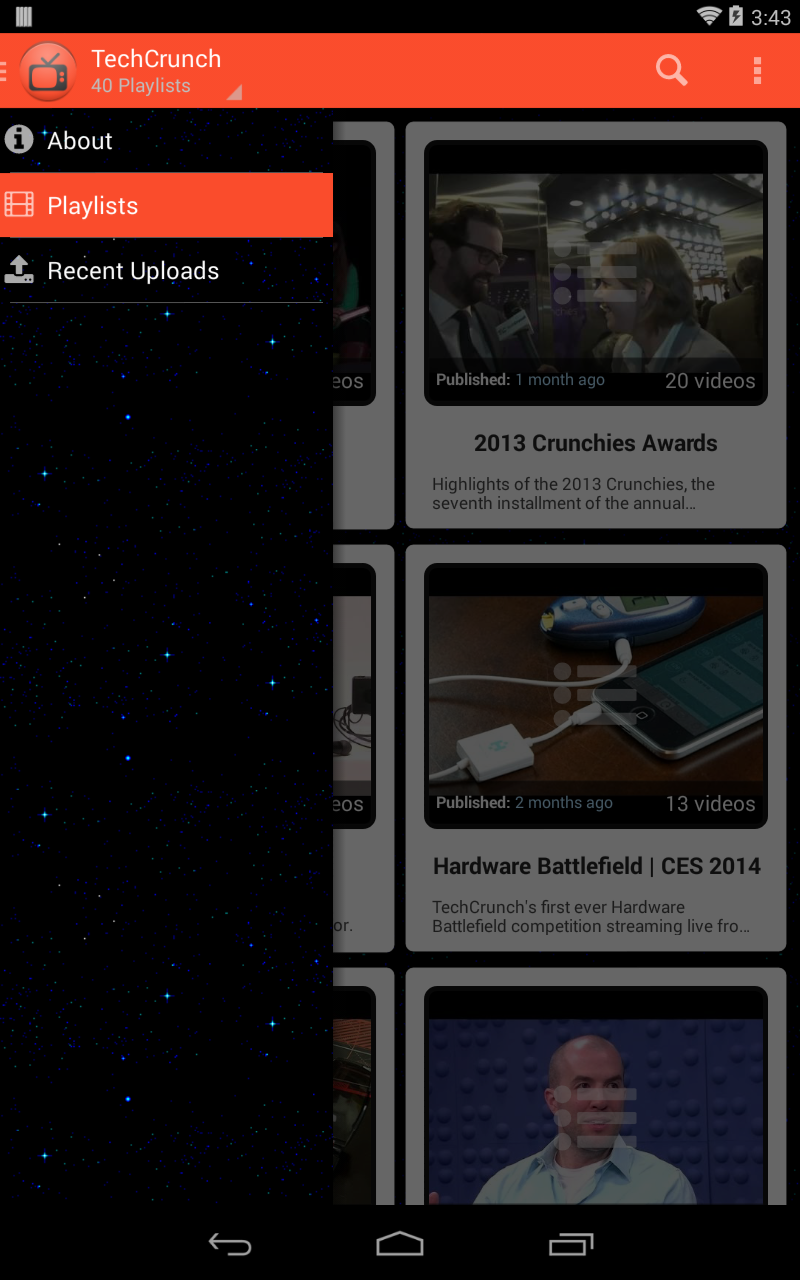 3:43
TechCrunch
40 Playlists
About
Playlists
Recent Uploads
eos
Published: 1 month ago
20 videos
2013 Crunchies Awards
Highlights of the 2013 Crunchies, the
seventh installment of the annual...
eos
Published: 2 months ago
13 videos
Hardware Battlefield | CES 2014
or.
TechCrunch's first ever Hardware
Battlefield competition streaming live fro...